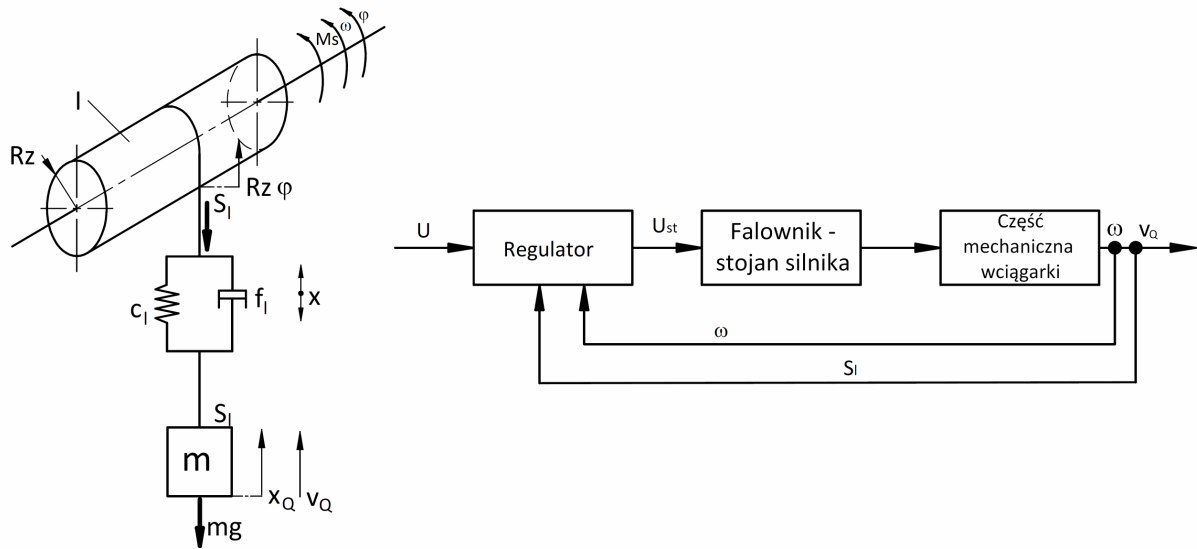 φ
ω
Ms
I
Rz
Rz φ
Sl
cl
fl
x
Sl
m
xQ
vQ
mg
U
Regulator
Ust
Falownik -
stojan silnika
Część
mechaniczna
wciągarki
ω
vQ
ω
Sl